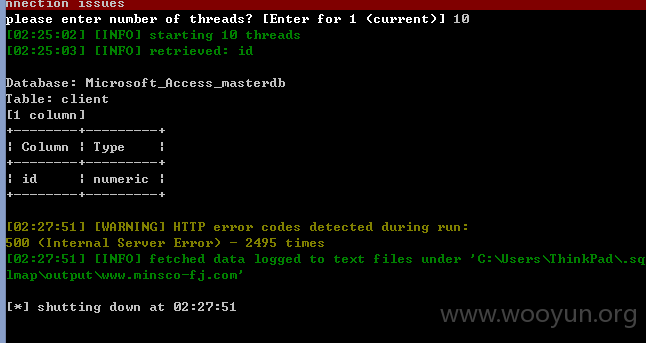 nnection issues
please enter number of threads? [Enter for 1 (current)] 10
[02:25:02] [INFO] starting 10 threads
[02:25:03] [INFO] retrieved: id
Database: Microsoft_Access_masterdb
Table: client
[1 column]
+--------+---------+
¦ Column ¦ Type    ¦
+--------+---------+
¦ id     ¦ numeric ¦
+--------+---------+
[02:27:51] [WARNING] HTTP error codes detected during run:
500 (Internal Server Error) - 2495 times
[02:27:51] [INFO] fetched data logged to text files under 'C:\Users\ThinkPad\.sq
lmap\output\www.minsco-fj.com'
[*] shutting down at 02:27:51
www.wooyun.org